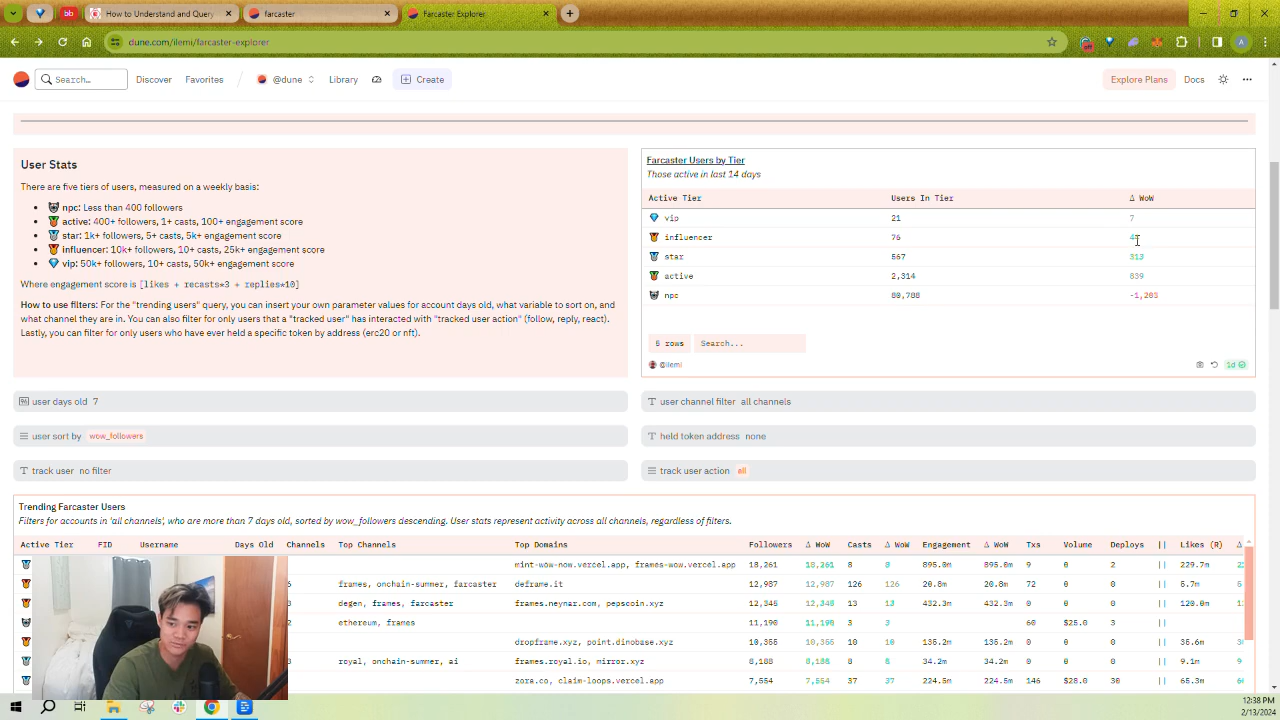 bb
How to Understand and Query
farcaster
Farcaster Explorer
dune.com/ilemi/farcaster-explorer
A
Search...
Discover
Favorites
@dune
Library
Create
Explore Plans
Docs
User Stats
There are five tiers of users, measured on a weekly basis:
npc: Less than 400 followers
active: 400+ followers, 1+ casts, 100+ engagement score
star: 1k+ followers, 5+ casts, 5k+ engagement score
influencer: 10k+ followers, 10+ casts, 25k+ engagement score
vip: 50k+ followers, 10+ casts, 50k+ engagement score
Where engagement score is [likes + recasts*3 + replies*10]
How to use filters: For the "trending users" query, you can insert your own parameter values for account days old, what variable to sort on, and
what channel they are in. You can also filter for only users that a "tracked user" has interacted with "tracked user action" (follow, reply, react).
Lastly, you can filter for only users who have ever held a specific token by address (erc20 or nft).
Farcaster Users by Tier
Those active in last 14 days
Active Tier Users In Tier Δ WoW
vip 21 7
influencer 76
star 567 313
active 2,314 839
npc 80,788 -1,203
5 rows Search...
@ilemi 1d
user days old 7
user channel filter all channels
user sort by wow_followers
held token address none
track user no filter
track user action all
Trending Farcaster Users
Filters for accounts in 'all channels', who are more than 7 days old, sorted by wow_followers descending. User stats represent activity across all channels, regardless of filters.
Active Tier FID Username Days Old Channels Top Channels Top Domains Followers Δ WoW Casts Δ WoW Engagement Δ WoW Txs Volume Deploys || Likes (R) Δ
mint-wow-now.vercel.app, frames-wow.vercel.app 18,261 18,261 8 8 895.0m 895.0m 9 0 2 || 229.7m
6 frames, onchain-summer, farcaster deframe.it 12,987 12,987 126 126 20.8m 20.8m 72 0 0 || 5.7m
3 degen, frames, farcaster frames.neynar.com, pepscoin.xyz 12,346 12,346 13 13 432.3m 432.3m 0 0 0 || 120.0m
2 ethereum, frames 11,190 11,190 3 3 60 $25.0 3 ||
dropframe.xyz, point.dinobase.xyz 10,355 10,355 10 10 135.2m 135.2m 0 0 0 || 35.6m
3 royal, onchain-summer, ai frames.royal.io, mirror.xyz 8,188 8,188 8 8 34.2m 34.2m 0 0 0 || 9.1m
zora.co, claim-loops.vercel.app 7,554 7,554 37 37 224.5m 224.5m 146 $28.0 30 || 65.3m
12:38 PM
2/13/2024